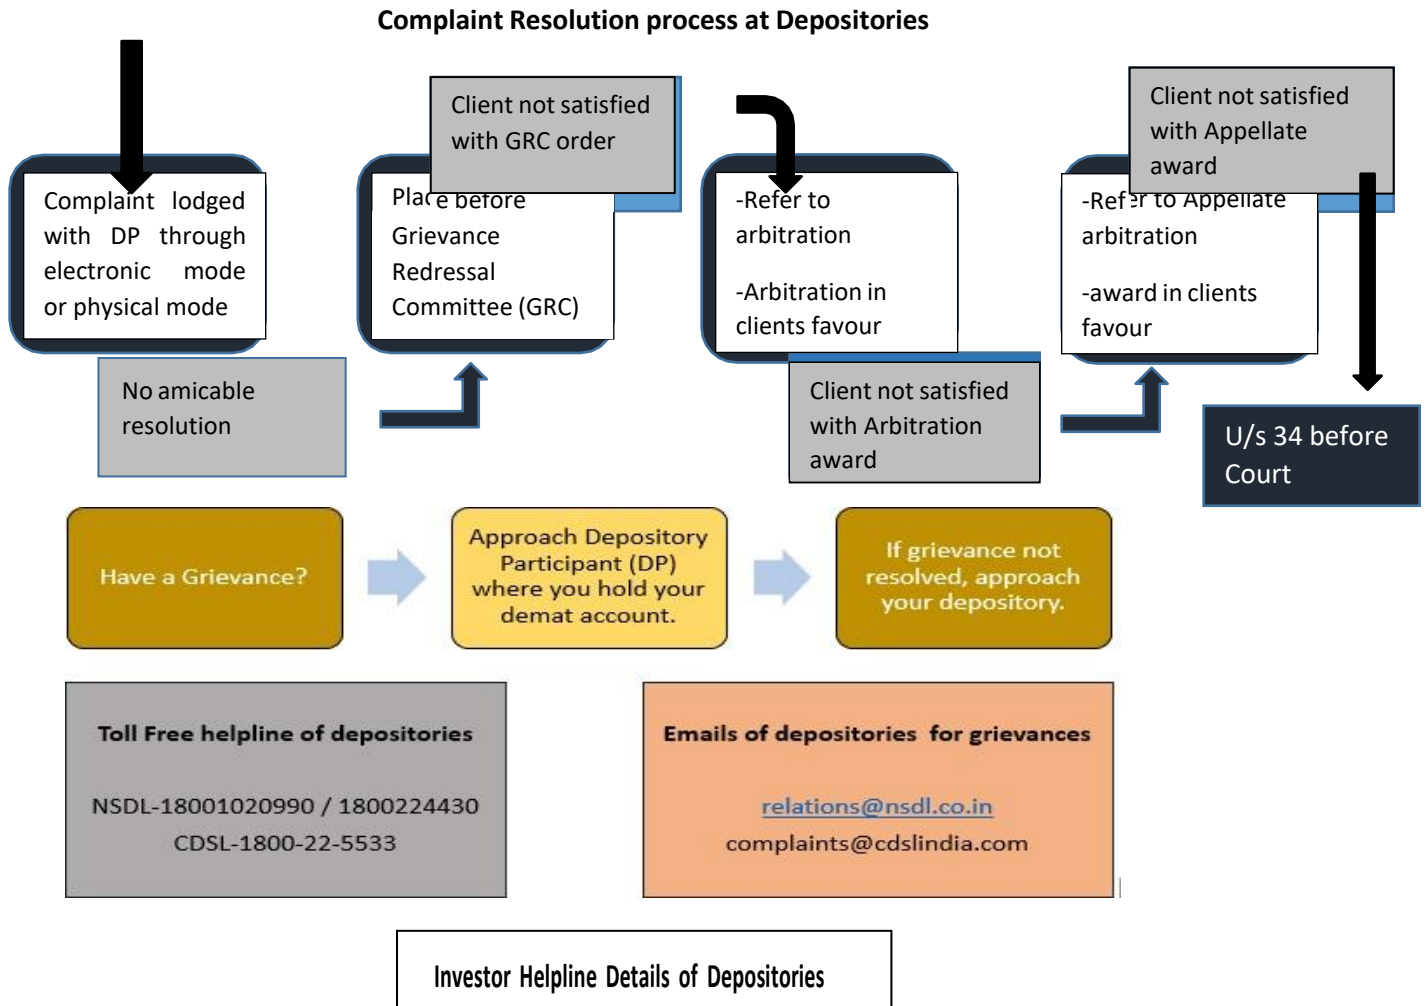 Complaint Resolution process at Depositories
Complaint lodged
with DP through
electronic mode
or physical mode
No amicable
resolution
Place before
Grievance
Redressal
Committee (GRC)
Client not satisfied
with GRC order
-Refer to
arbitration
-Arbitration in
clients favour
Client not satisfied
with Arbitration
award
-Refer to Appellate
arbitration
-award in clients
favour
Client not satisfied
with Appellate
award
U/s 34 before
Court
Have a Grievance?
Approach Depository
Participant (DP)
where you hold your
demat account.
If grievance not
resolved, approach
your depository.
Toll Free helpline of depositories
NSDL-18001020990 / 1800224430
CDSL-1800-22-5533
Emails of depositories for grievances
relations@nsdl.co.in
complaints@cdslindia.com
Investor Helpline Details of Depositories